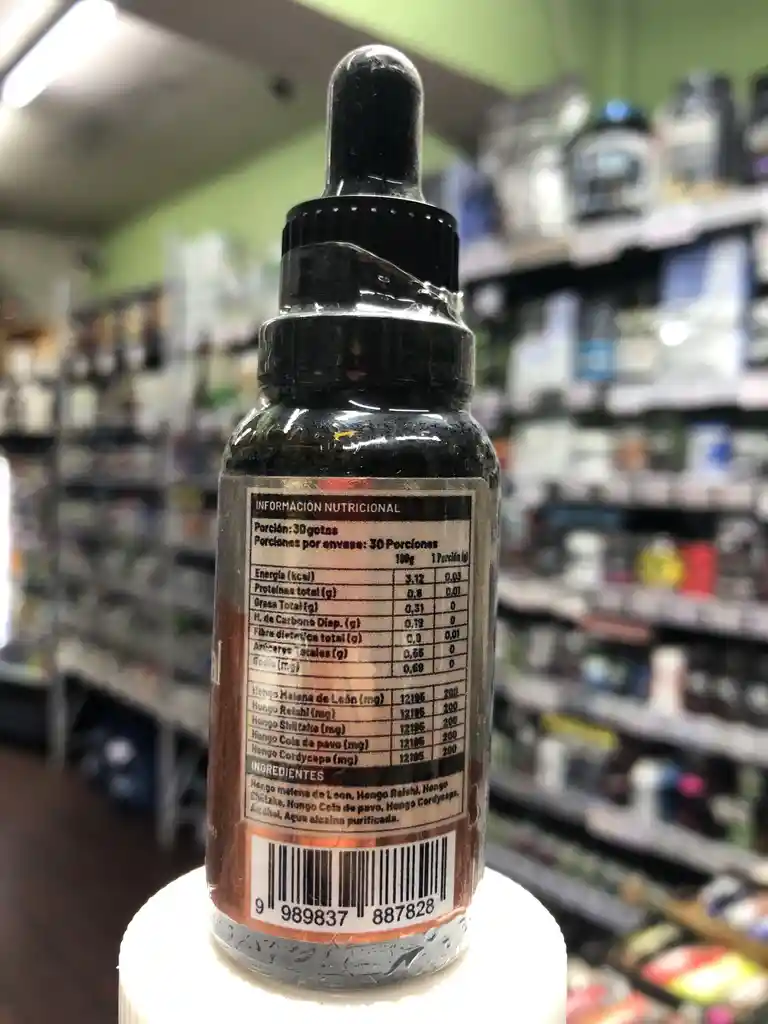 INFORMACIÓN NUTRICIONAL
Porción: 30 gotas
Porciones por envase: 30 Porciones
100g 1 Porción (g)
Energía (kcal) 3,12 0,03
Proteínas total (g) 0,8 0,01
Grasa Total (g) 0,31 0
H. de Carbono Disp. (g) 0,19 0
Fibra dietetica total (g) 0,9 0,01
Azúcares Totales (g) 0,55 0
Sodio (mg) 0,69 0
Hongo Melena de León (mg) 12195 200
Hongo Reishi (mg) 12195 200
Hongo Shiitake (mg) 12195 200
Hongo Cola de pavo (mg) 12195 200
Hongo Cordyceps (mg) 12195 200
INGREDIENTES
Hongo melena de Leon, Hongo Reishi, Hongo
Shitake, Hongo Cola de pavo, Hongo Cordyceps,
Alcohol, Agua alcalina purificada.
9 989837 887828